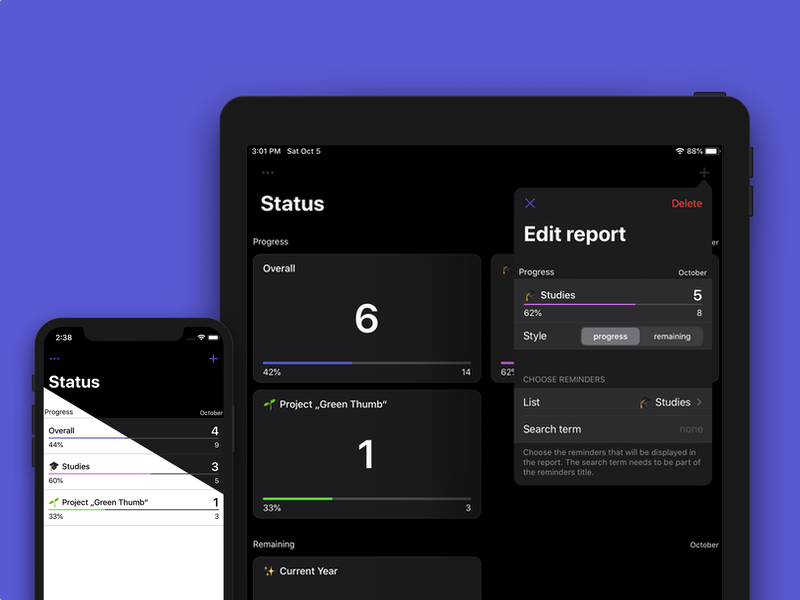 3:01 PM Sat Oct 5
88%
Status
Progress
er
Overall
6
42% 14
62%
🌱 Project „Green Thumb“
1
33% 3
Remaining
October
✨ Current Year
Delete
Edit report
Progress October
🎓 Studies 5
62% 8
Style progress remaining
CHOOSE REMINDERS
List 🎓 Studies
Search term none
Choose the reminders that will be displayed in
the report. The search term needs to be part of
the reminders title.
2:38
Status
Progress October
Overall 4
44% 9
🎓 Studies 3
60% 5
🌱 Project „Green Thumb“ 1
33% 3